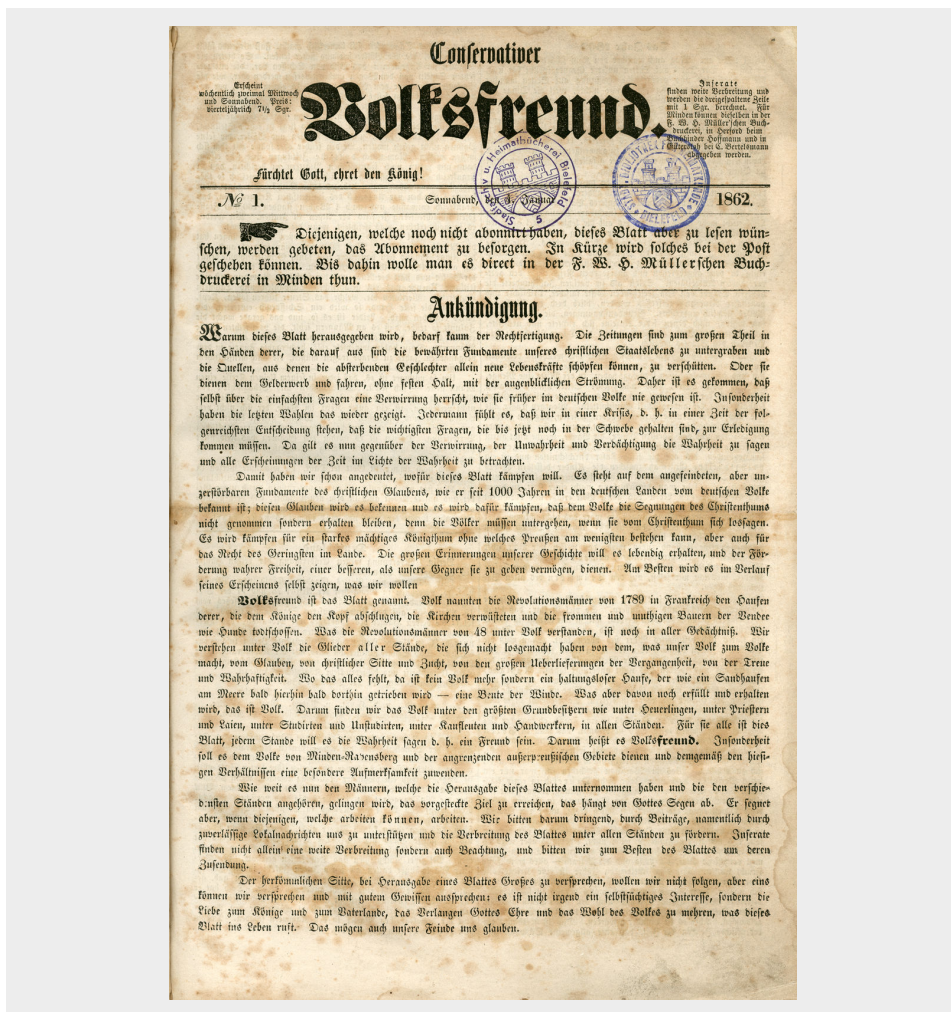 Conservativer
Volksfreund.
Erscheint
wöchentlich zweimal Mittwoch
und Sonnabend. Preis:
vierteljährlich 7½ Sgr.
Inserate
finden weite Verbreitung und
werden die dreigespaltene Zeile
mit 1 Sgr. berechnet. Für
Minden können dieselben in der
F. W. H. Müller'schen Buch-
druckerei, in Herford beim
Buchbinder Hoffmann und in
Gütersloh bei C. Bertelsmann
abgegeben werden.
Fürchtet Gott, ehret den König!
Städtische u. Heimatbücherei Bielefeld
5
BIELEFELD
№ 1.
Sonnabend, Januar
1862.
Diejenigen, welche noch nicht abonnirt haben, dieses Blatt aber zu lesen wün-
schen, werden gebeten, das Abonnement zu besorgen. In Kürze wird solches bei der Post
geschehen können. Bis dahin wolle man es direct in der F. W. H. Müllerschen Buch-
druckerei in Minden thun.
Ankündigung.
Warum dieses Blatt herausgegeben wird, bedarf kaum der Rechtfertigung. Die Zeitungen sind zum großen Theil in
den Händen derer, die darauf aus sind die bewährten Fundamente unseres christlichen Staatslebens zu untergraben und
die Quellen, aus denen die absterbenden Geschlechter allein neue Lebenskräfte schöpfen können, zu verschütten. Oder sie
dienen dem Gelderwerb und fahren, ohne festen Halt, mit der augenblicklichen Strömung. Daher ist es gekommen, daß
selbst über die einfachsten Fragen eine Verwirrung herrscht, wie sie früher im deutschen Volke nie gewesen ist. Insonderheit
haben die letzten Wahlen das wieder gezeigt. Jedermann fühlt es, daß wir in einer Krisis, d. h. in einer Zeit der fol-
genreichsten Entscheidung stehen, daß die wichtigsten Fragen, die bis jetzt noch in der Schwebe gehalten sind, zur Erledigung
kommen müssen. Da gilt es nun gegenüber der Verwirrung, der Unwahrheit und Verdächtigung die Wahrheit zu sagen
und alle Erscheinungen der Zeit im Lichte der Wahrheit zu betrachten.
Damit haben wir schon angedeutet, wofür dieses Blatt kämpfen will. Es steht auf dem angefeindeten, aber un-
zerstörbaren Fundamente des christlichen Glaubens, wie er seit 1000 Jahren in den deutschen Landen vom deutschen Volke
bekannt ist; diesen Glauben wird es bekennen und es wird dafür kämpfen, daß dem Volke die Segnungen des Christenthums
nicht genommen sondern erhalten bleiben, denn die Völker müssen untergehen, wenn sie vom Christenthum sich lossagen.
Es wird kämpfen für ein starkes mächtiges Königthum ohne welches Preußen am wenigsten bestehen kann, aber auch für
das Recht des Geringsten im Lande. Die großen Erinnerungen unserer Geschichte will es lebendig erhalten, und der För-
derung wahrer Freiheit, einer besseren, als unsere Gegner sie zu geben vermögen, dienen. Am Besten wird es im Verlauf
seines Erscheinens selbst zeigen, was wir wollen
Volksfreund ist das Blatt genannt. Volk nannten die Revolutionsmänner von 1789 in Frankreich den Haufen
derer, die dem Könige den Kopf abschlugen, die Kirchen verwüsteten und die frommen und muthigen Bauern der Vendee
wie Hunde todtschossen. Was die Revolutionsmänner von 48 unter Volk verstanden, ist noch in aller Gedächtniß. Wir
verstehen unter Volk die Glieder aller Stände, die sich nicht losgemacht haben von dem, was unser Volk zum Volke
macht, vom Glauben, von christlicher Sitte und Zucht, von den großen Ueberlieferungen der Vergangenheit, von der Treue
und Wahrhaftigkeit. Wo das alles fehlt, da ist kein Volk mehr sondern ein haltungsloser Haufe, der wie ein Sandhaufen
am Meere bald hierhin bald dorthin getrieben wird — eine Beute der Winde. Was aber davon noch erfüllt und erhalten
wird, das ist Volk. Darum finden wir das Volk unter den größten Grundbesitzern wie unter Heuerlingen, unter Priestern
und Laien, unter Studirten und Unstudirten, unter Kaufleuten und Handwerkern, in allen Ständen. Für sie alle ist dies
Blatt, jedem Stande will es die Wahrheit sagen d. h. ein Freund sein. Darum heißt es Volksfreund. Insonderheit
soll es dem Volke von Minden-Ravensberg und der angrenzenden außerpreußischen Gebiete dienen und demgemäß den hiesi-
gen Verhältnissen eine besondere Aufmerksamkeit zuwenden.
Wie weit es nun den Männern, welche die Herausgabe dieses Blattes unternommen haben und die den verschie-
densten Ständen angehören, gelingen wird, das vorgesteckte Ziel zu erreichen, das hängt von Gottes Segen ab. Er segnet
aber, wenn diejenigen, welche arbeiten können, arbeiten. Wir bitten darum dringend, durch Beiträge, namentlich durch
zuverlässige Lokalnachrichten uns zu unterstützen und die Verbreitung des Blattes unter allen Ständen zu fördern. Inserate
finden nicht allein eine weite Verbreitung sondern auch Beachtung, und bitten wir zum Besten des Blattes um deren
Zusendung.
Der herkömmlichen Sitte, bei Herausgabe eines Blattes Großes zu versprechen, wollen wir nicht folgen, aber eins
können wir versprechen und mit gutem Gewissen aussprechen: es ist nicht irgend ein selbstsüchtiges Interesse, sondern die
Liebe zum Könige und zum Vaterlande, das Verlangen Gottes Ehre und das Wohl des Volkes zu mehren, was dieses
Blatt ins Leben ruft. Das mögen auch unsere Feinde uns glauben.